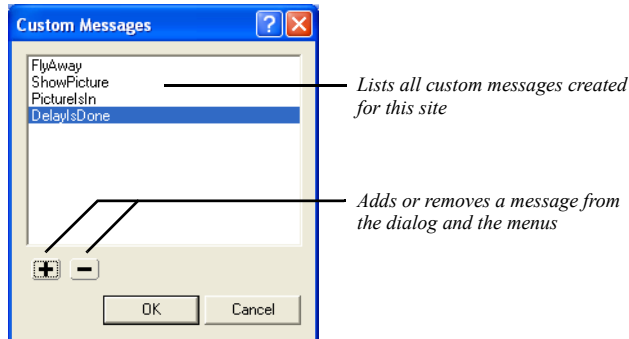 Custom Messages
FlyAway
ShowPicture
PictureIsIn
DelayIsDone
Lists all custom messages created
for this site
Adds or removes a message from
the dialog and the menus
OK
Cancel